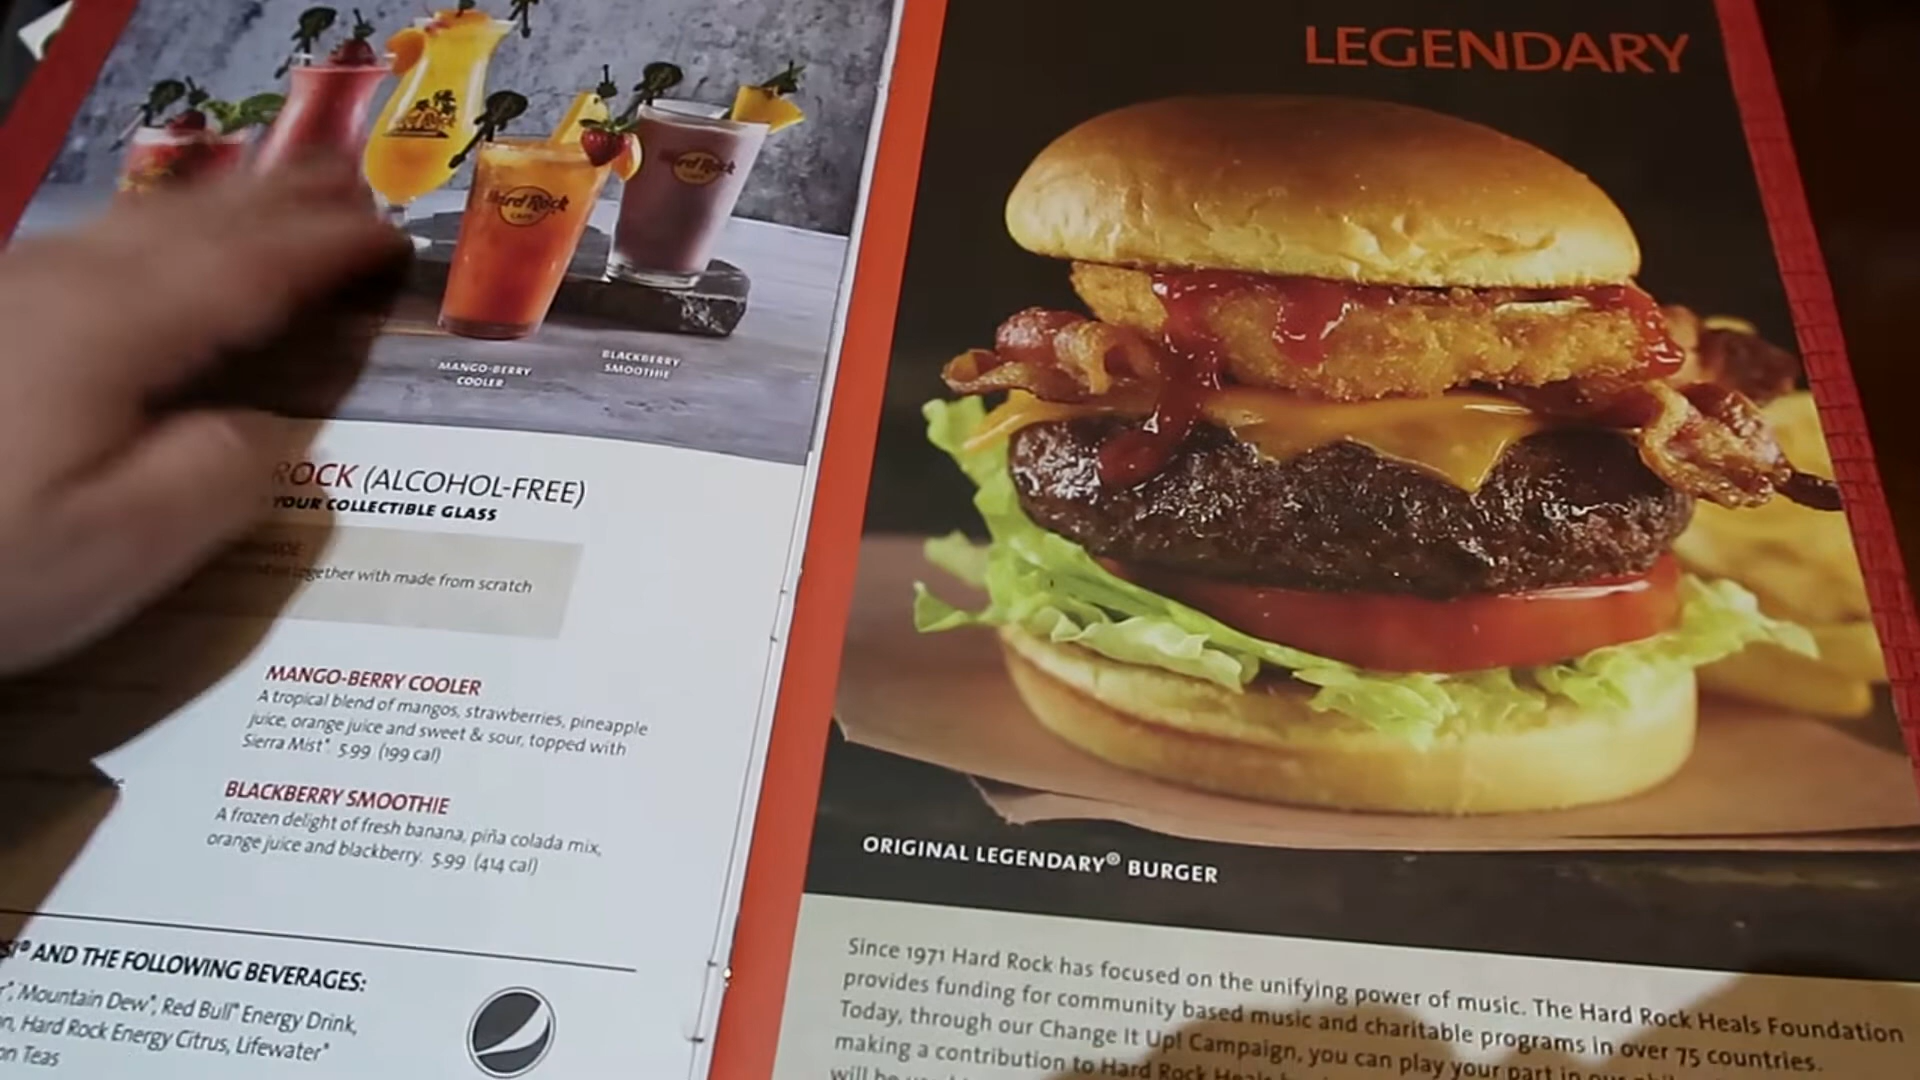 Hard Rock
CAFE
MANGO-BERRY
COOLER
BLACKBERRY
SMOOTHIE
ROCK (ALCOHOL-FREE)
YOUR COLLECTIBLE GLASS
together with made from scratch
MANGO-BERRY COOLER
A tropical blend of mangos, strawberries, pineapple
juice, orange juice and sweet & sour, topped with
Sierra Mist®. 5.99 (199 cal)
BLACKBERRY SMOOTHIE
A frozen delight of fresh banana, piña colada mix,
orange juice and blackberry. 5.99 (414 cal)
AND THE FOLLOWING BEVERAGES:
Mountain Dew®, Red Bull® Energy Drink,
Hard Rock Energy Citrus, Lifewater®
Teas
LEGENDARY
ORIGINAL LEGENDARY® BURGER
Since 1971 Hard Rock has focused on the unifying power of music. The Hard Rock Heals Foundation
provides funding for community based music and charitable programs in over 75 countries.
Today, through our Change It Up! Campaign, you can play your part in our
making a contribution to Hard Rock Heals
will be